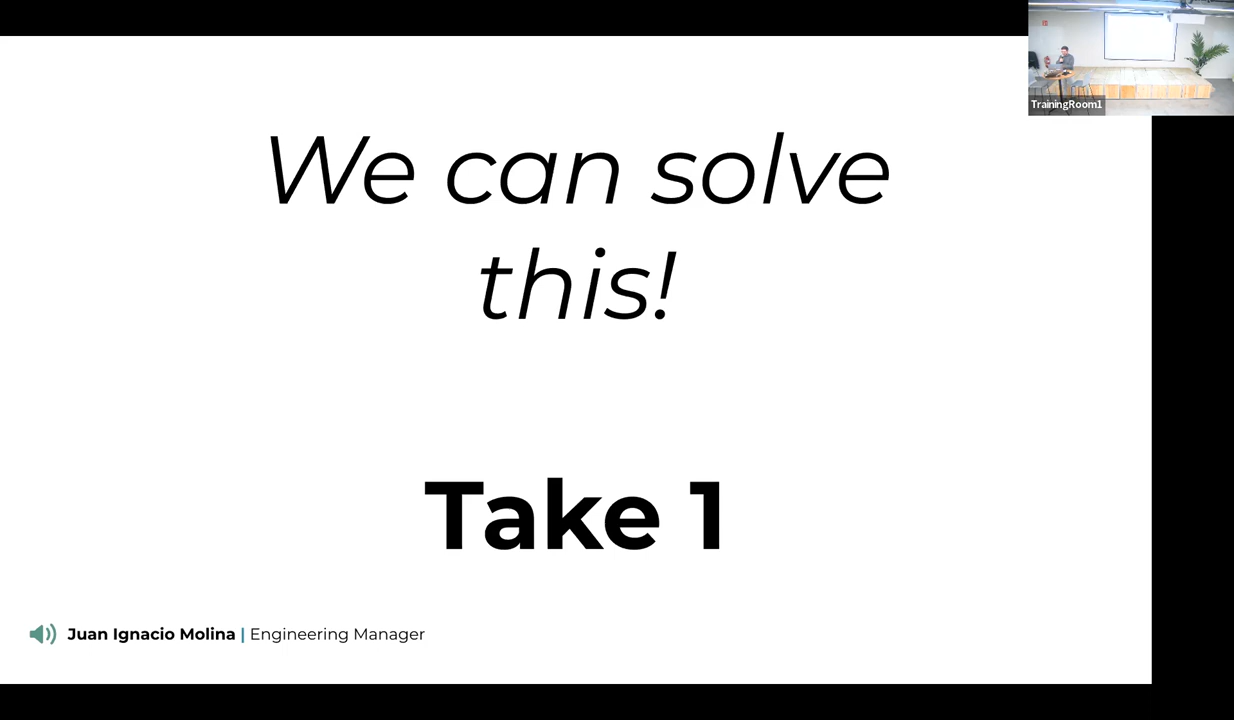 We can solve
this!
Take 1
Juan Ignacio Molina | Engineering Manager
TrainingRoom1